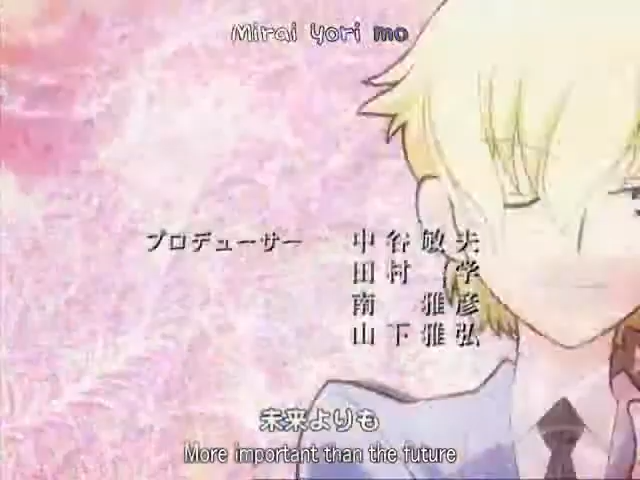 Mirai yori mo
プロデューサー 中谷敏夫
田村 学
南 雅彦
山下雅弘
未来よりも
More important than the future